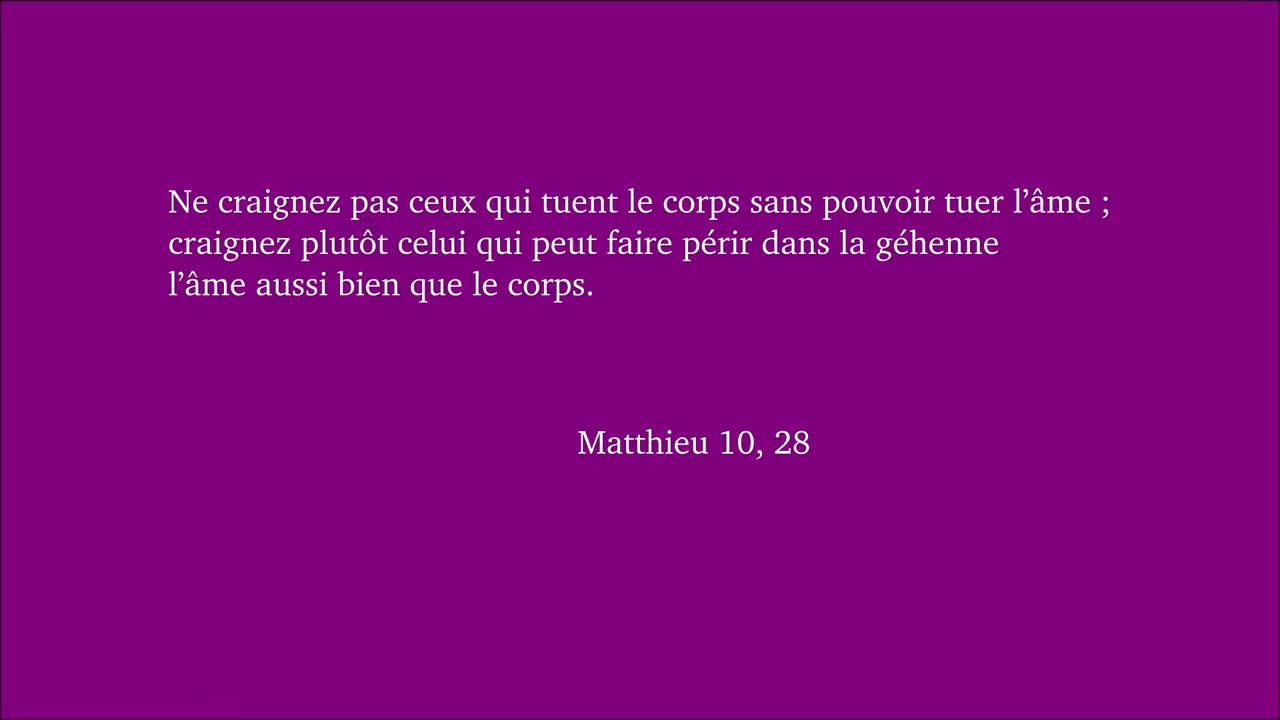 Ne craignez pas ceux qui tuent le corps sans pouvoir tuer l’âme ;
craignez plutôt celui qui peut faire périr dans la géhenne
l’âme aussi bien que le corps.
Matthieu 10, 28